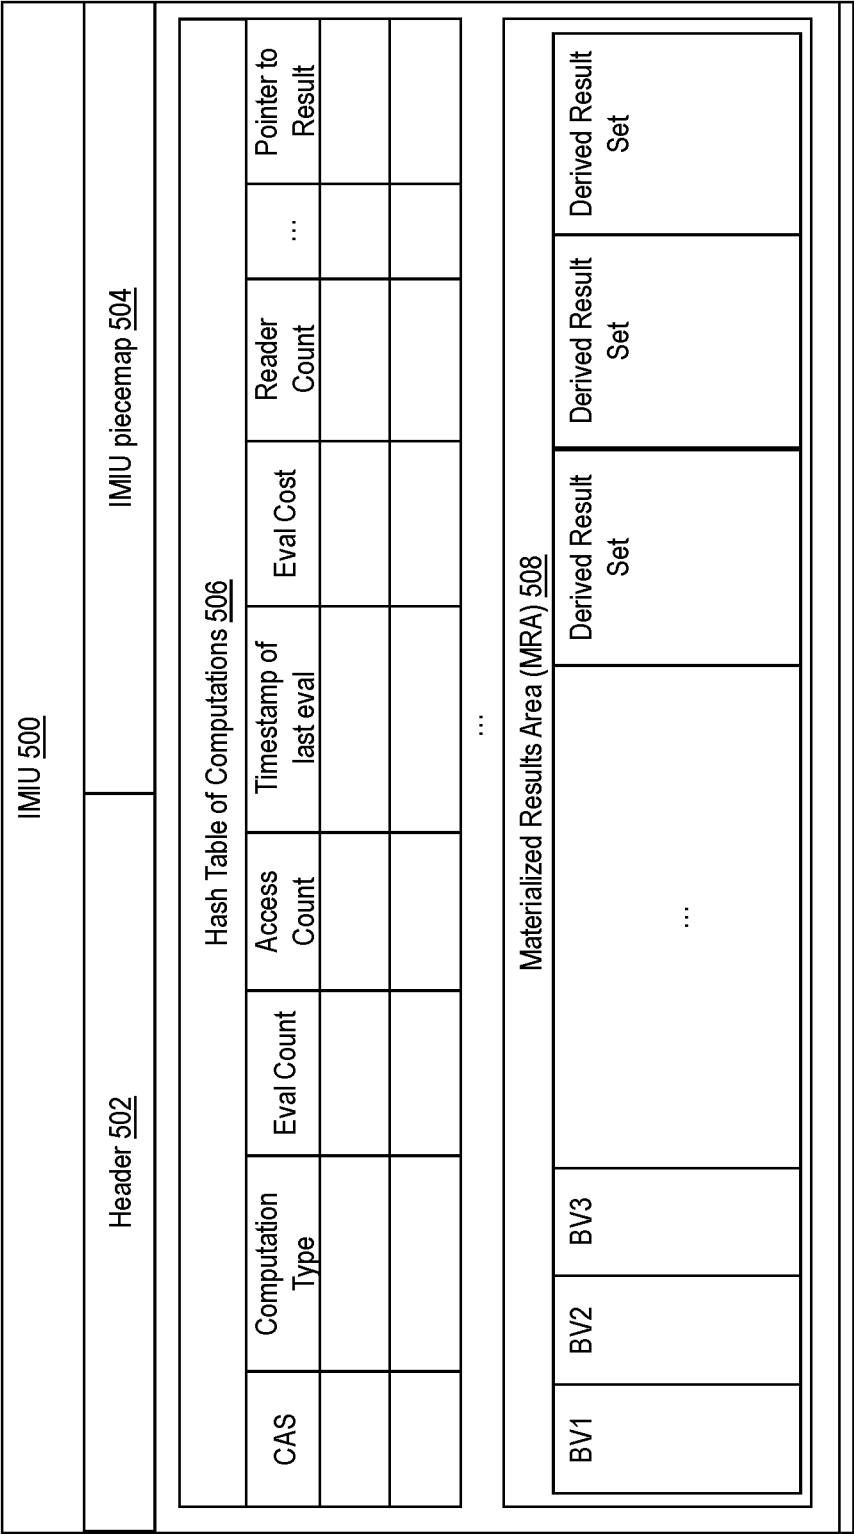 IMIU 500
Header 502
IMIU piecemap 504
Hash Table of Computations 506
CAS
Computation
Type
Eval Count
Access
Count
Timestamp of
last eval
Eval Cost
Reader
Count
...
Pointer to
Result
...
Materialized Results Area (MRA) 508
BV1
BV2
BV3
...
Derived Result
Set
Derived Result
Set
Derived Result
Set